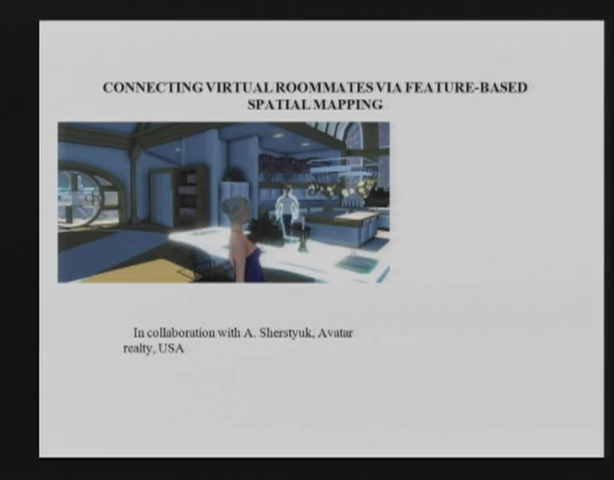 CONNECTING VIRTUAL ROOMMATES VIA FEATURE-BASED
SPATIAL MAPPING
In collaboration with A. Sherstyuk, Avatar
realty, USA